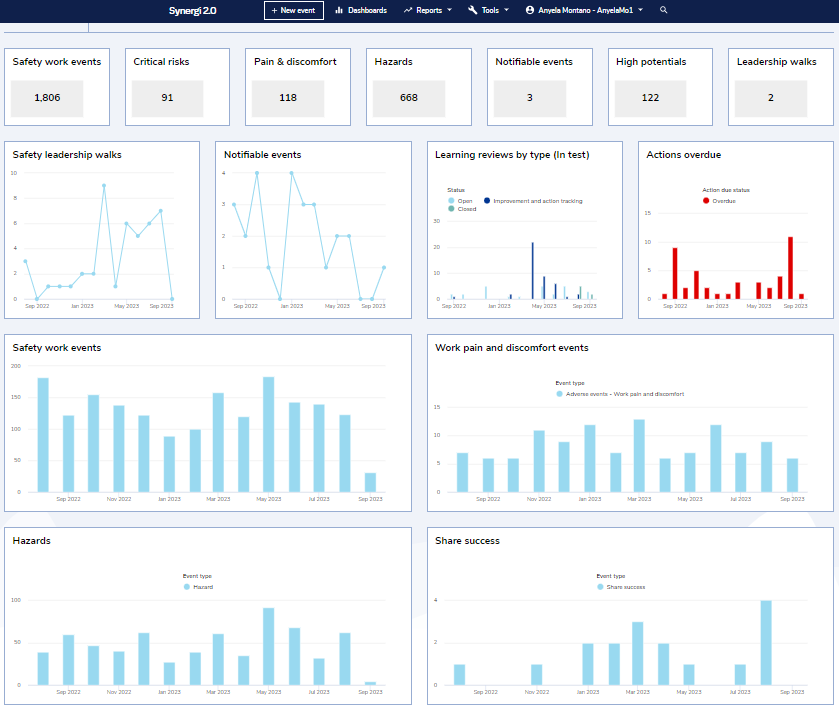 Synergi 2.0
+ New event
Dashboards
Reports
Tools
Anyela Montano - AnyelaMo1
Safety work events
1,806
Critical risks
91
Pain & discomfort
118
Hazards
668
Notifiable events
3
High potentials
122
Leadership walks
2
Safety leadership walks
10
8
6
4
2
0
Sep 2022 Jan 2023 May 2023 Sep 2023
Notifiable events
4
3
2
1
0
Sep 2022 Jan 2023 May 2023 Sep 2023
Learning reviews by type (In test)
Status
Open Improvement and action tracking
Closed
30
20
10
0
Sep 2022 Jan 2023 May 2023 Sep 2023
Actions overdue
Action due status
Overdue
15
10
5
0
Sep 2022 Jan 2023 May 2023 Sep 2023
Safety work events
200
150
100
50
0
Sep 2022 Nov 2022 Jan 2023 Mar 2023 May 2023 Jul 2023 Sep 2023
Work pain and discomfort events
Event type
Adverse events - Work pain and discomfort
15
10
5
0
Sep 2022 Nov 2022 Jan 2023 Mar 2023 May 2023 Jul 2023 Sep 2023
Hazards
Event type
Hazard
100
50
0
Sep 2022 Nov 2022 Jan 2023 Mar 2023 May 2023 Jul 2023 Sep 2023
Share success
Event type
Share success
4
2
0
Sep 2022 Nov 2022 Jan 2023 Mar 2023 May 2023 Jul 2023 Sep 2023